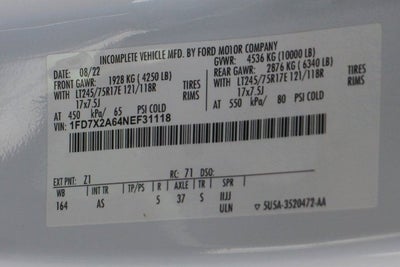 INCOMPLETE VEHICLE MFD. BY FORD MOTOR COMPANY
DATE: 08/22 GVWR: 4536 KG (10000 LB)
FRONT GAWR: 1928 KG (4250 LB) REAR GAWR: 2876 KG (6340 LB)
WITH LT245/75R17E 121/118R TIRES WITH LT245/75R17E 121/118R TIRES
17x7.5J RIMS 17x7.5J RIMS
AT 450 kPa/ 65 PSI COLD AT 550 kPa/ 80 PSI COLD
VIN: 1FD7X2A64NEF31118
EXT PNT: Z1 RC: 71 DSO:
WB INT TR TP/PS R AXLE TR SPR
164 AS 5 37 S IIJJ
ULN 5U5A-3520472-AA